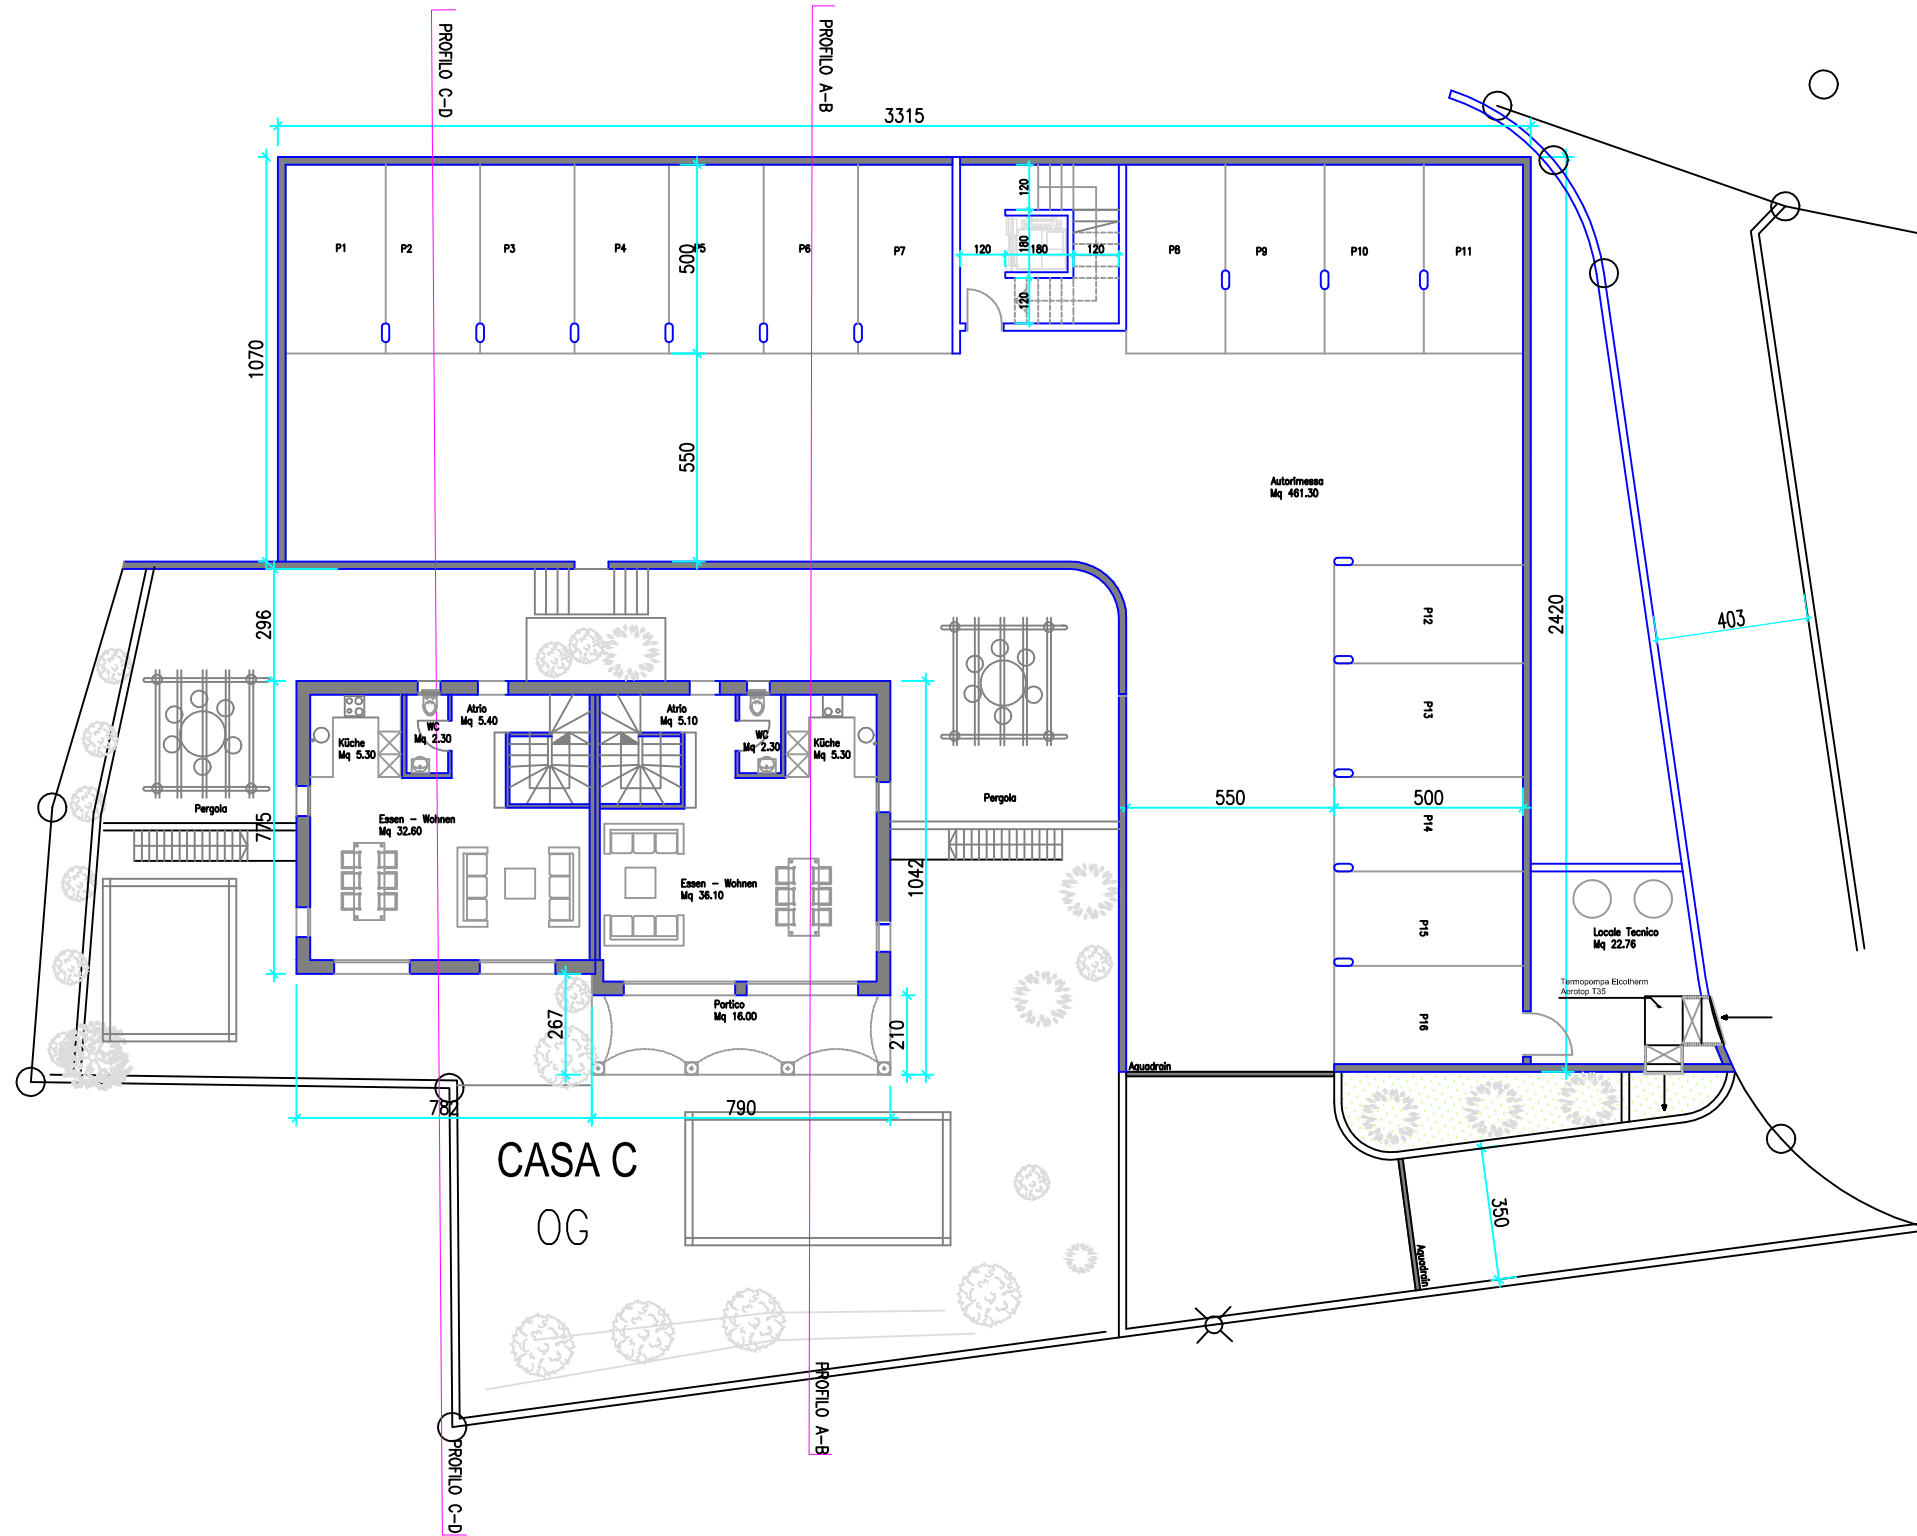 PROFILO C-D
PROFILO A-B
3315
P1
P2
P3
P4
P5
P6
P7
P8
P9
P10
P11
500
120
180
120
120
180
120
1070
550
Autorimessa
Mq 461.30
296
2420
403
P12
P13
P14
P15
P16
550
500
Atrio
Mq 5.40
Atrio
Mq 5.10
WC
Mq 2.30
WC
Mq 2.30
Küche
Mq 5.30
Küche
Mq 5.30
Pergola
Pergola
775
Essen - Wohnen
Mq 32.60
Essen - Wohnen
Mq 36.10
1042
Locale Tecnico
Mq 22.76
Termopompa Elcotherm
Aerotop T35
Portico
Mq 16.00
267
210
Aquadrain
782
790
CASA C
OG
350
Aquadrain
PROFILO A-B
PROFILO C-D